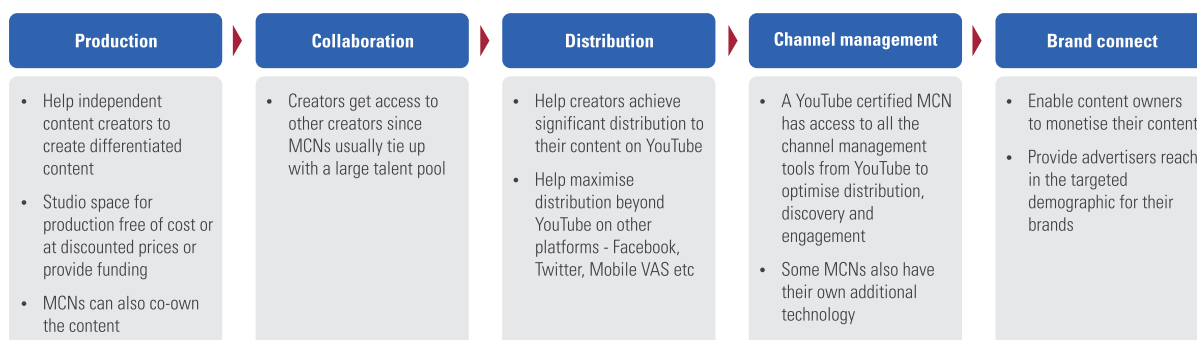 Production
Collaboration
Distribution
Channel management
Brand connect
• Help independent
content creators to
create differentiated
content
• Studio space for
production free of cost or
at discounted prices or
provide funding
• MCNs can also co-own
the content
• Creators get access to
other creators since
MCNs usually tie up
with a large talent pool
• Help creators achieve
significant distribution to
their content on YouTube
• Help maximise
distribution beyond
YouTube on other
platforms - Facebook,
Twitter, Mobile VAS etc
• A YouTube certified MCN
has access to all the
channel management
tools from YouTube to
optimise distribution,
discovery and
engagement
• Some MCNs also have
their own additional
technology
• Enable content owners
to monetise their content
• Provide advertisers reach
in the targeted
demographic for their
brands